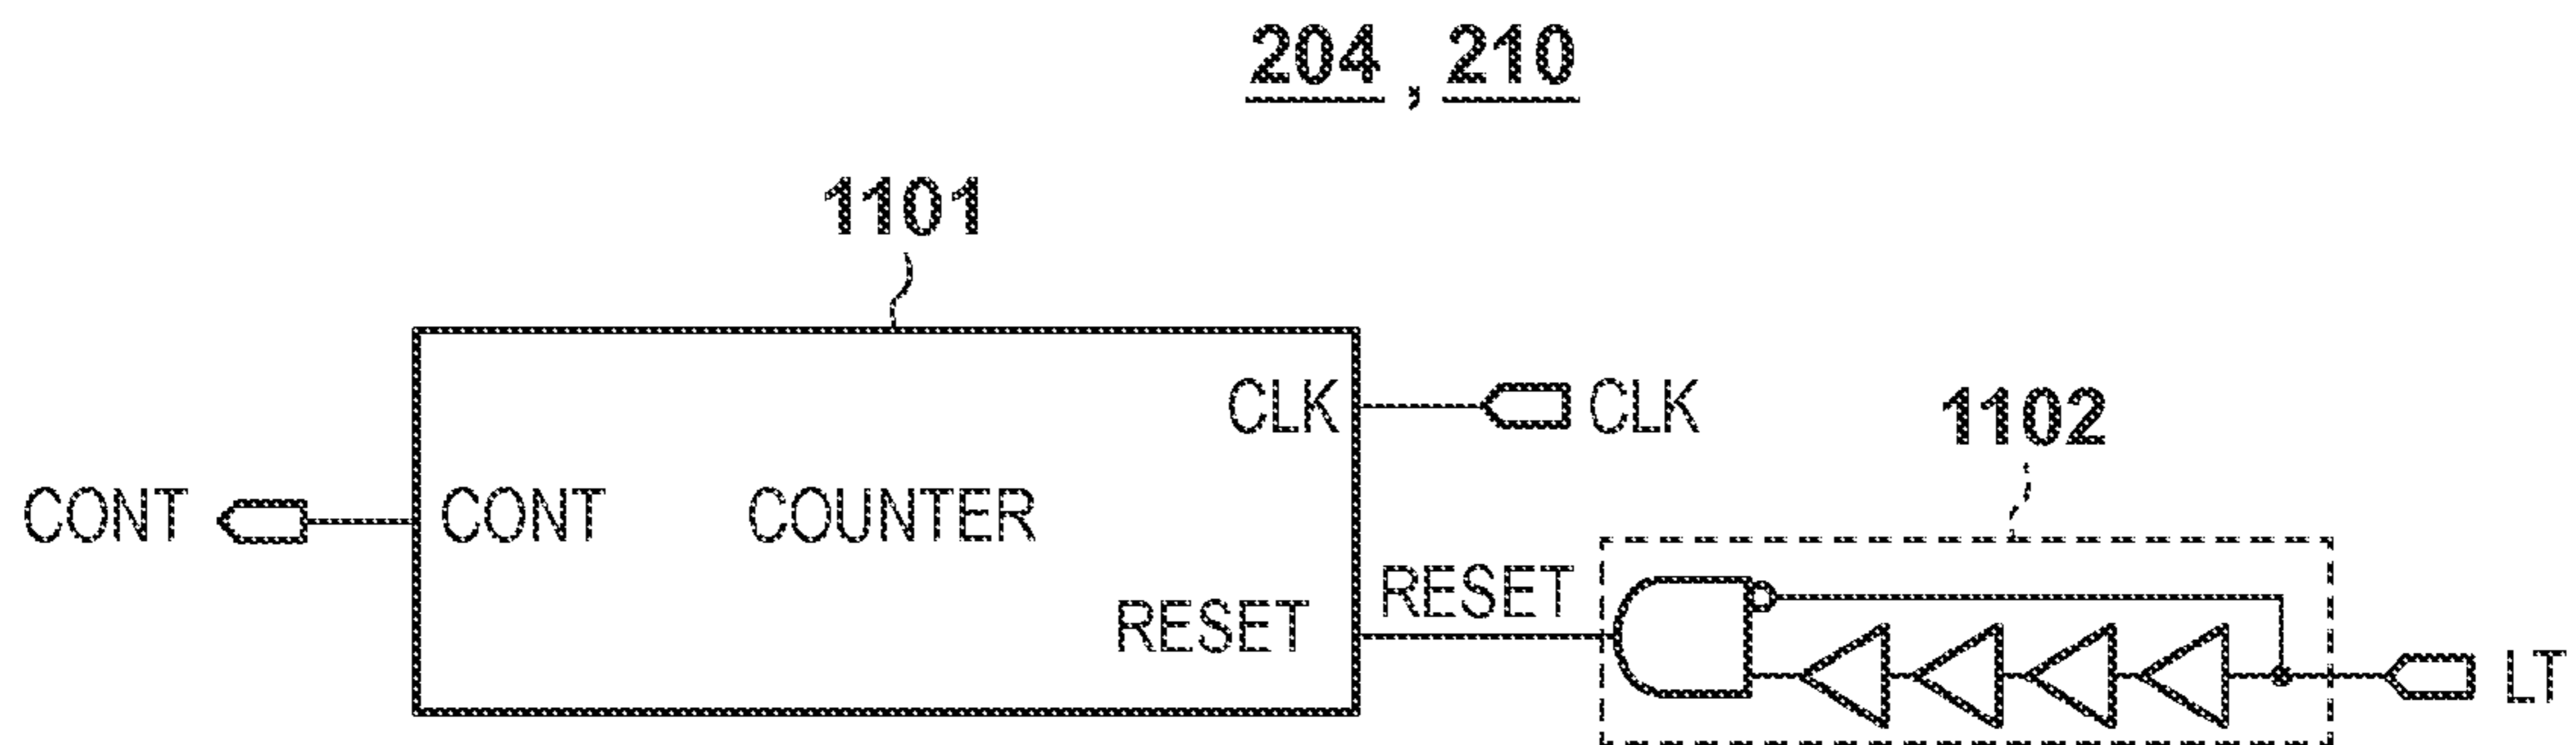 204 , 210
1101
CLK CLK
1102
CONT CONT COUNTER
RESET
RESET
LT